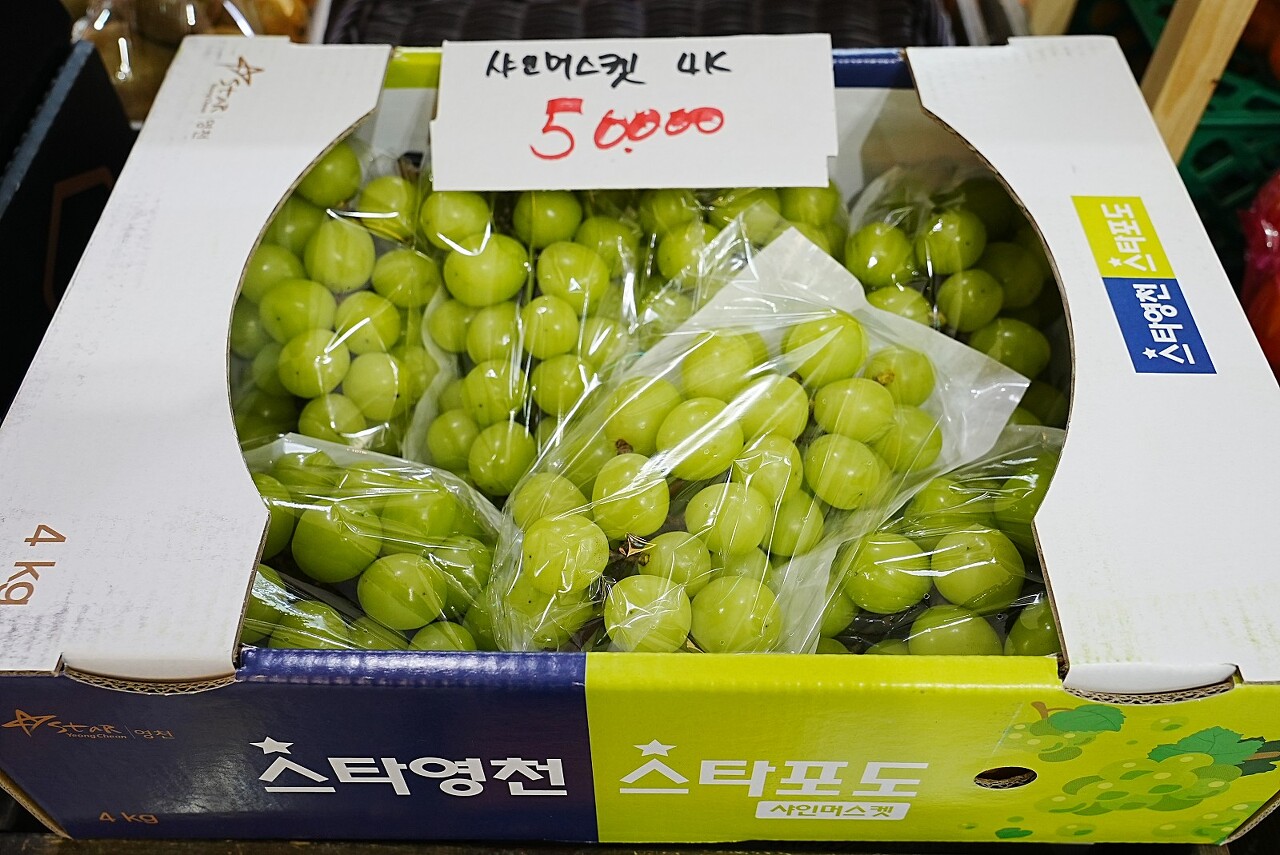 샤인머스켓 4K
50.000
STAR
영천
스타포도
스타영천
4 kg
STAR 영천
YeongCheon
스타영천
스타포도
샤인머스켓
4 kg